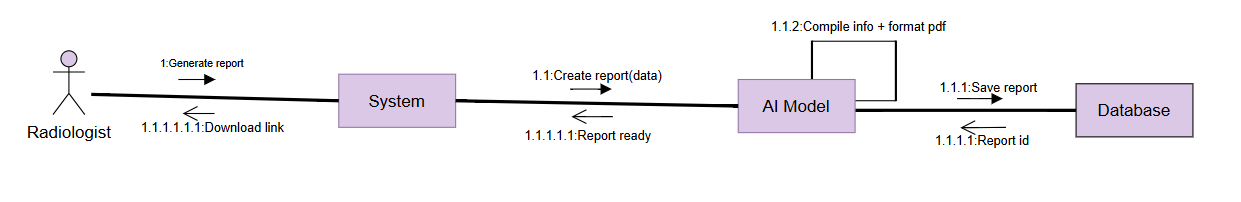 1.1.2:Compile info + format pdf
1:Generate report
1.1:Create report(data)
1.1.1:Save report
System
AI Model
Database
Radiologist
1.1.1.1.1.1:Download link
1.1.1.1.1:Report ready
1.1.1.1:Report id